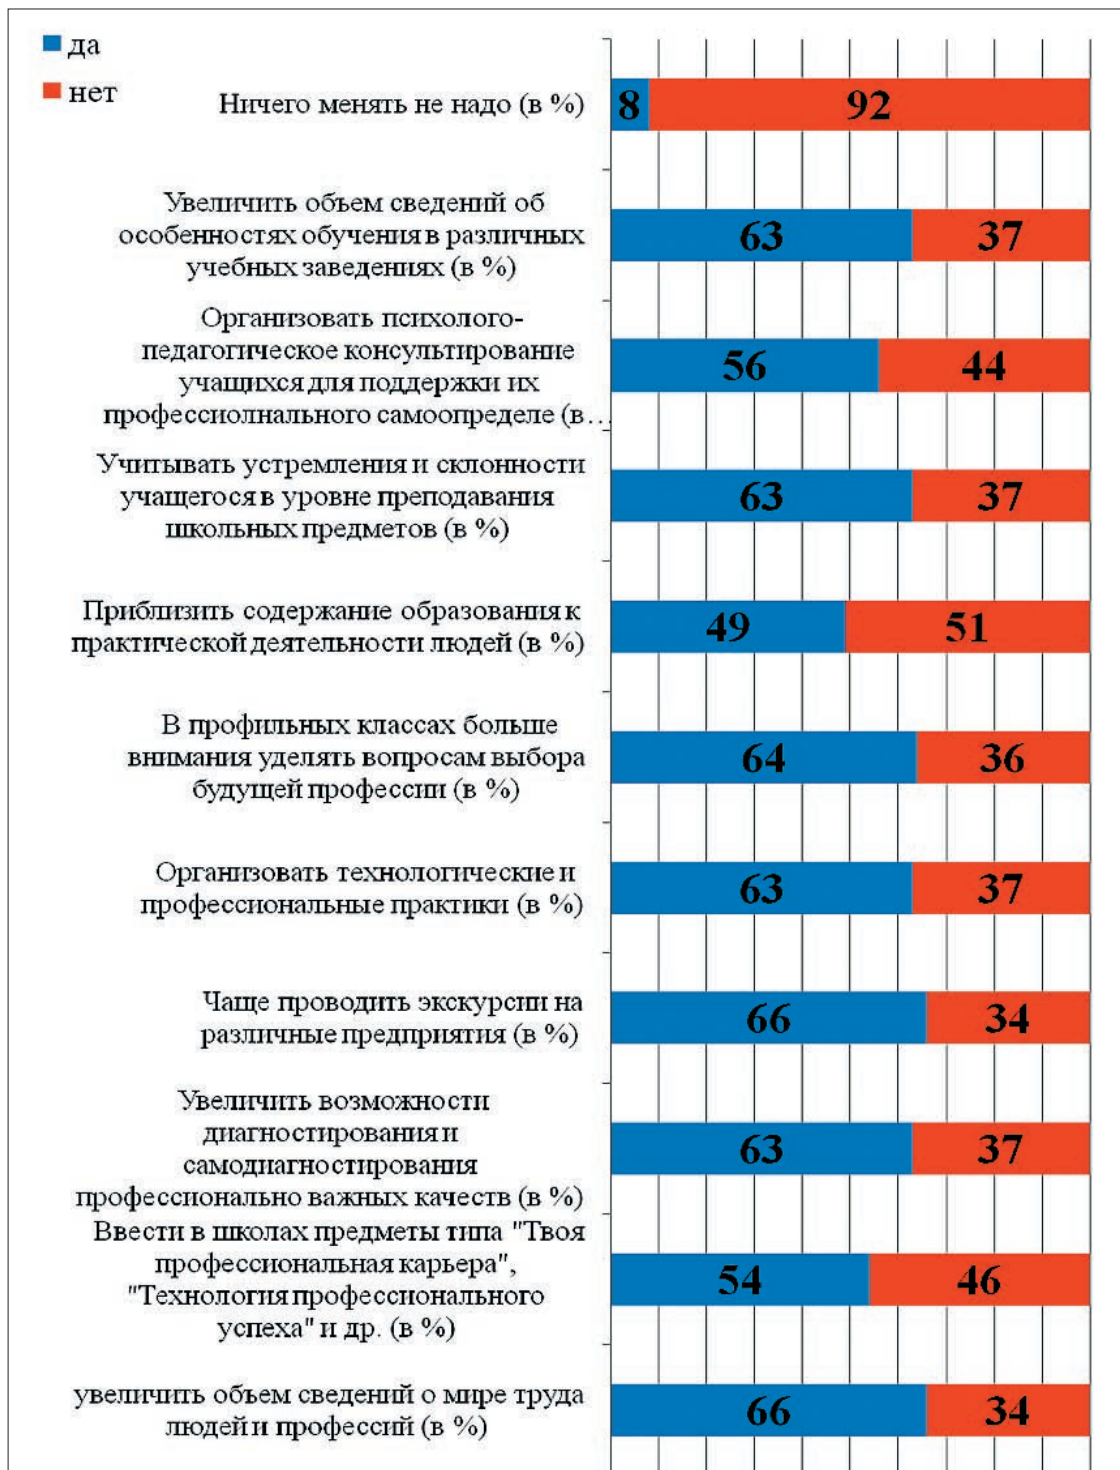 да
нет
Ничего менять не надо (в %)
8 92
Увеличить объем сведений об
особенностях обучения в различных
учебных заведениях (в %)
63 37
Организовать психолого-
педагогическое консультирование
учащихся для поддержки их
профессиолнального самоопределе (в…
56 44
Учитывать устремления и склонности
учащегося в уровне преподавания
школьных предметов (в %)
63 37
Приблизить содержание образования к
практической деятельности людей (в %)
49 51
В профильных классах больше
внимания уделять вопросам выбора
будущей профессии (в %)
64 36
Организовать технологические и
профессиональные практики (в %)
63 37
Чаще проводить экскурсии на
различные предприятия (в %)
66 34
Увеличить возможности
диагностирования и
самодиагностирования
профессионально важных качеств (в %)
63 37
Ввести в школах предметы типа "Твоя
профессиональная карьера",
"Технология профессионального
успеха" и др. (в %)
54 46
увеличить объем сведений о мире труда
людей и профессий (в %)
66 34